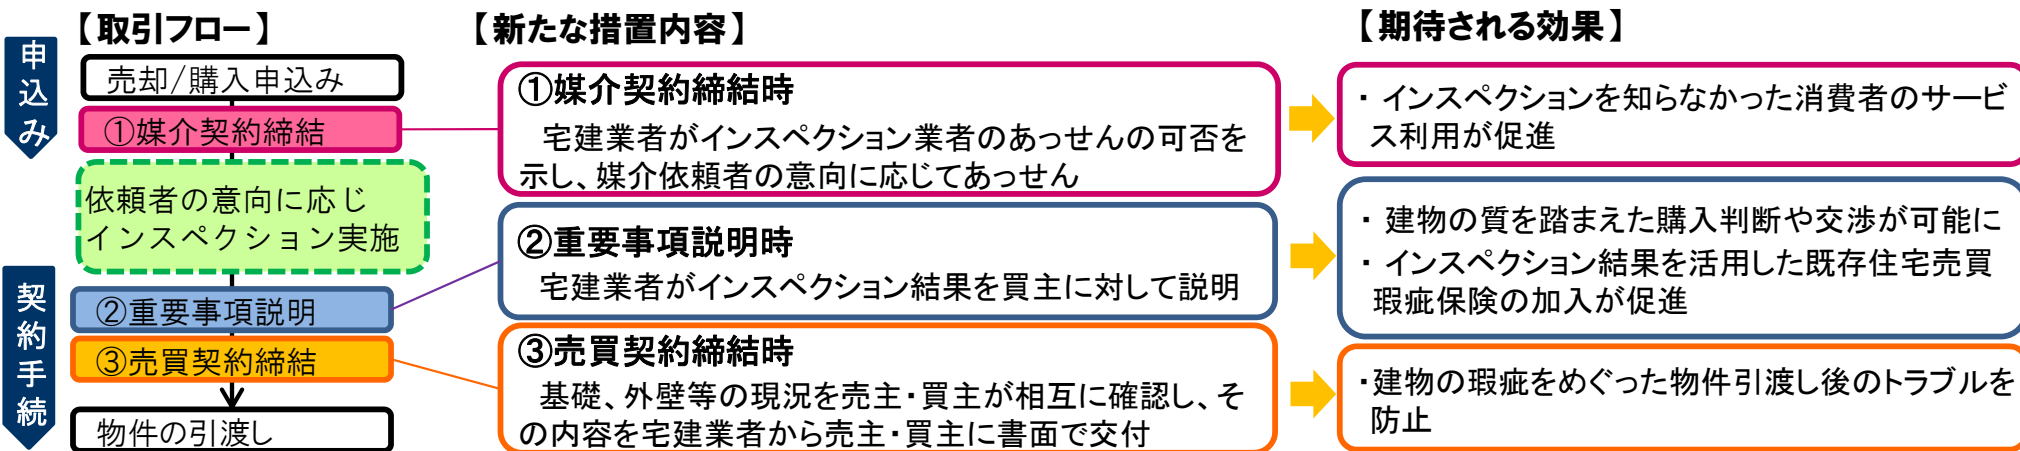 【取引フロー】
【新たな措置内容】
【期待される効果】
申込み
契約手続
売却/購入申込み
①媒介契約締結
依頼者の意向に応じ
インスペクション実施
②重要事項説明
③売買契約締結
物件の引渡し
①媒介契約締結時
宅建業者がインスペクション業者のあっせんの可否を
示し、媒介依頼者の意向に応じてあっせん
・インスペクションを知らなかった消費者のサービ
ス利用が促進
②重要事項説明時
宅建業者がインスペクション結果を買主に対して説明
・建物の質を踏まえた購入判断や交渉が可能に
・インスペクション結果を活用した既存住宅売買
瑕疵保険の加入が促進
③売買契約締結時
基礎、外壁等の現況を売主・買主が相互に確認し、そ
の内容を宅建業者から売主・買主に書面で交付
・建物の瑕疵をめぐった物件引渡し後のトラブルを
防止